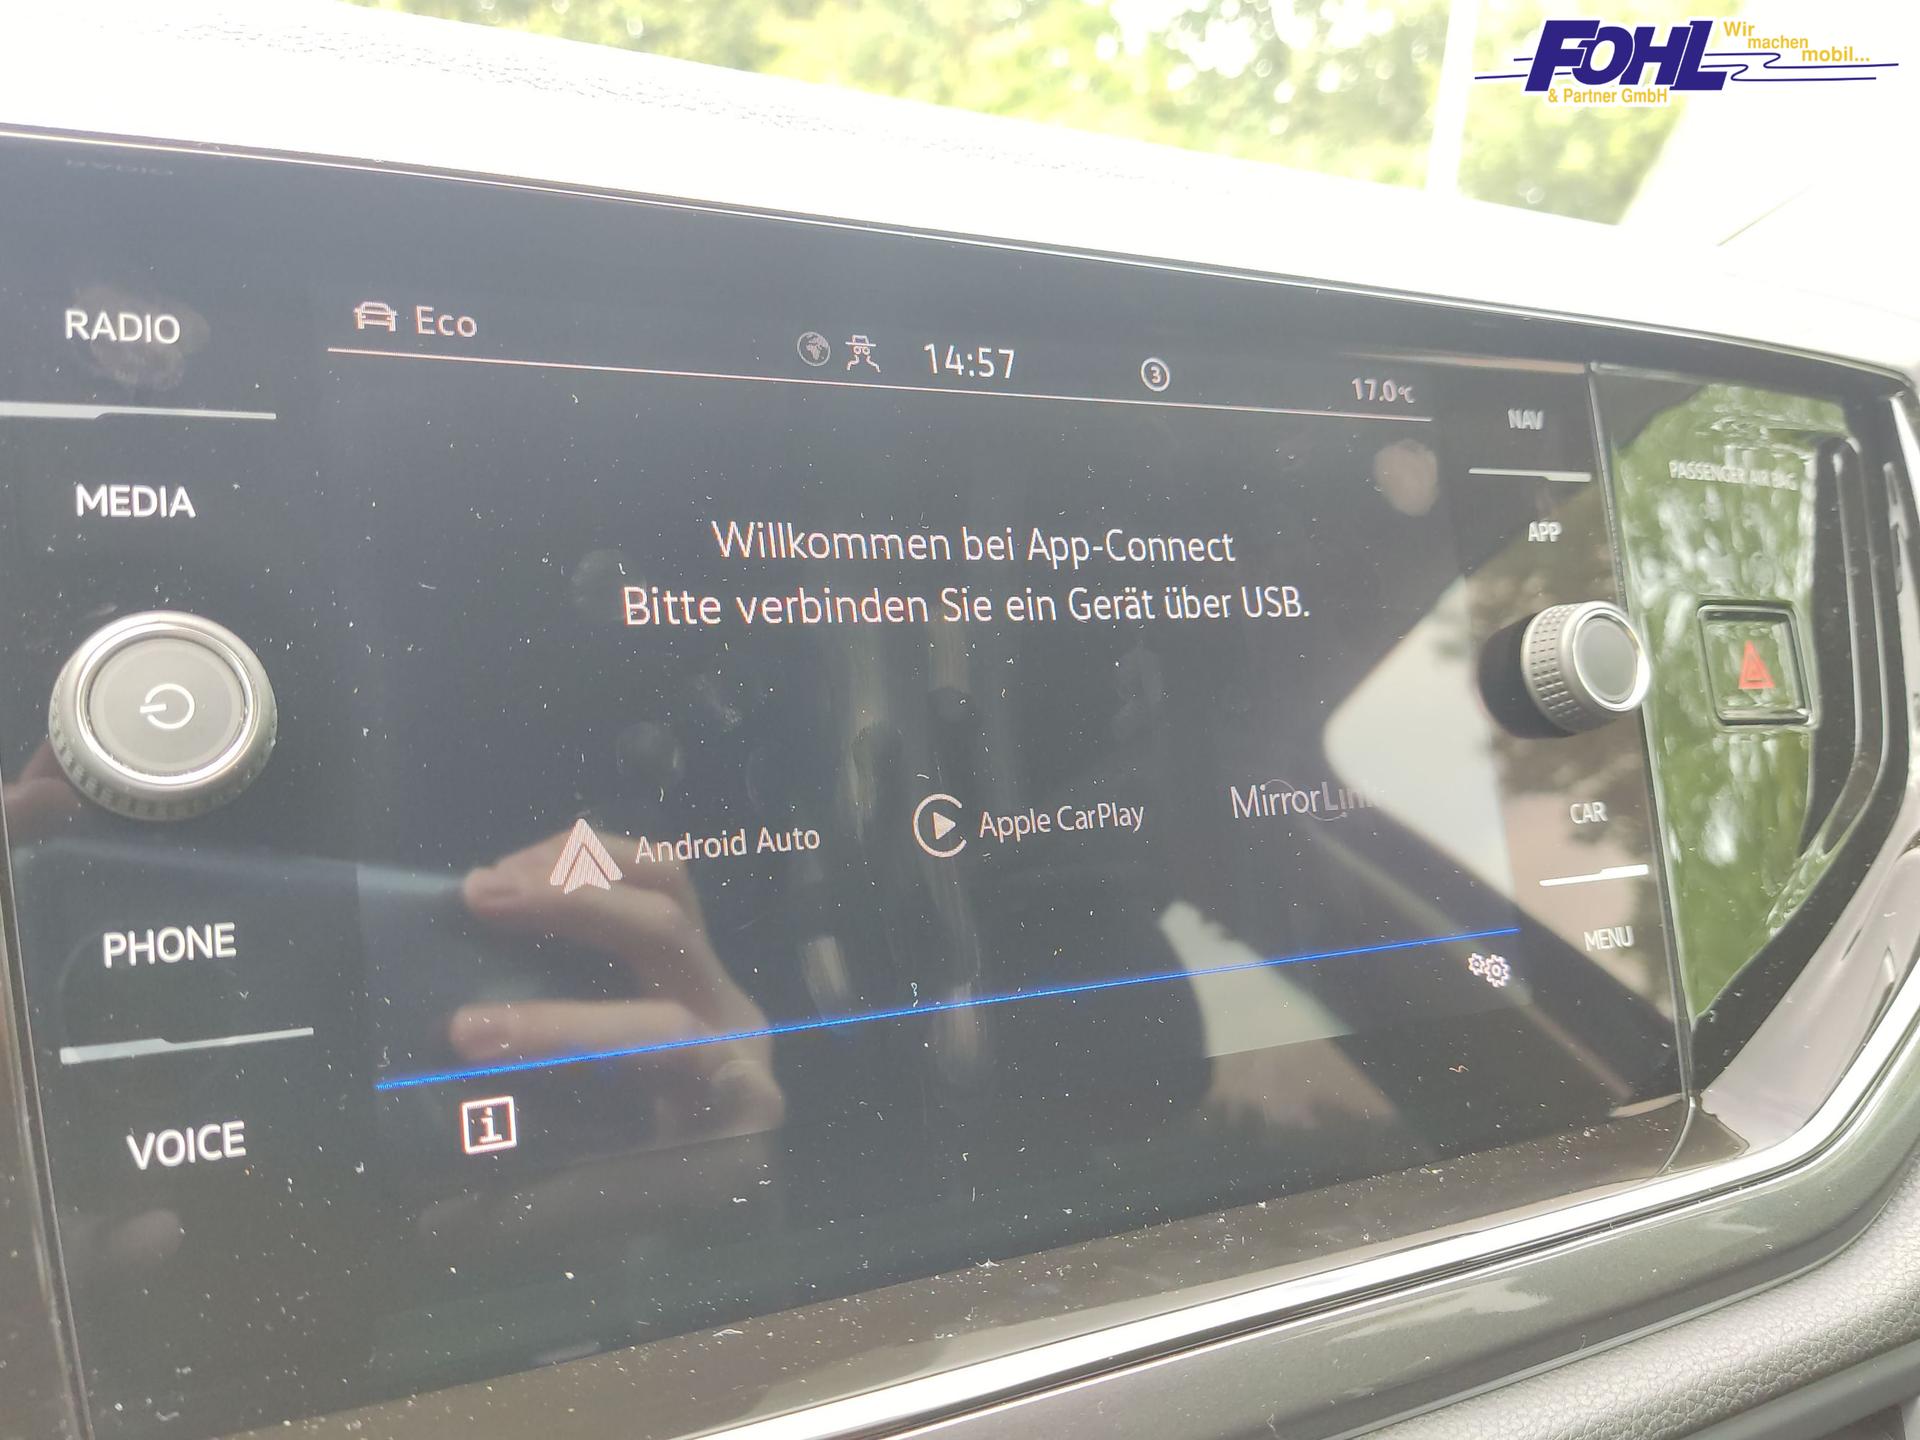 FOHL
Wir
machen
mobil...
& Partner GmbH
RADIO
Eco
14:57
3
17.0°C
NAV
MEDIA
PASSENGER AIR BAG
APP
Willkommen bei App-Connect
Bitte verbinden Sie ein Gerät über USB.
Android Auto
Apple CarPlay
MirrorLink
CAR
PHONE
MENU
VOICE
i